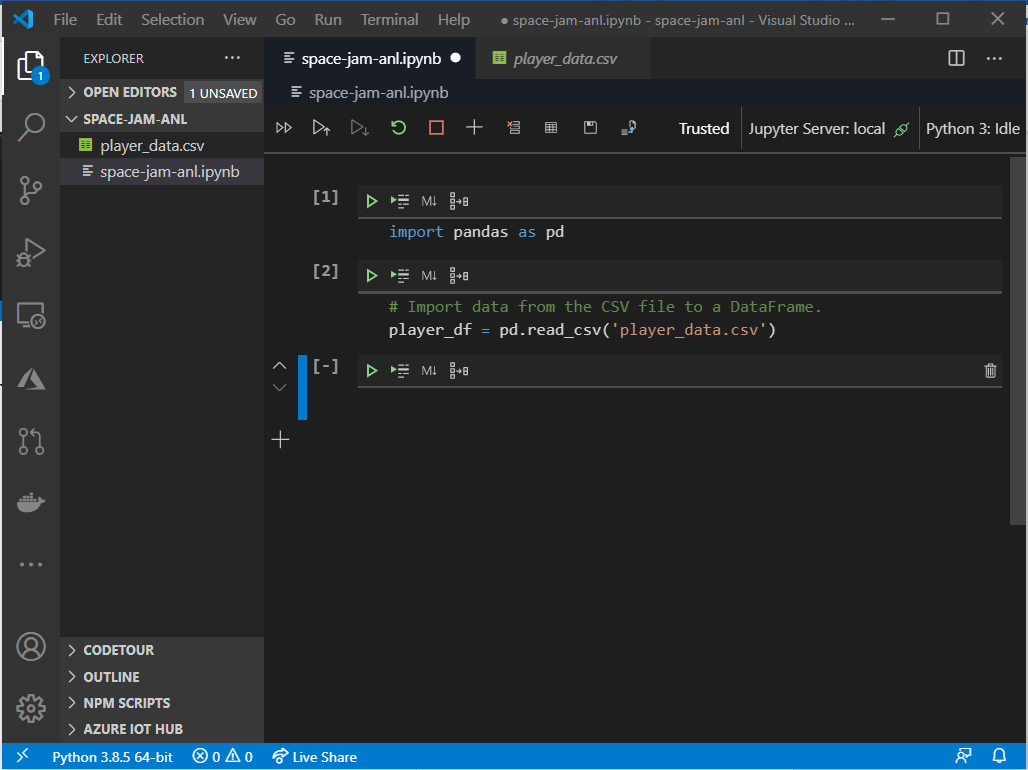 File Edit Selection View Go Run Terminal Help ● space-jam-anl.ipynb - space-jam-anl - Visual Studio ...
EXPLORER
space-jam-anl.ipynb
player_data.csv
1
OPEN EDITORS 1 UNSAVED
space-jam-anl.ipynb
SPACE-JAM-ANL
player_data.csv
space-jam-anl.ipynb
Trusted
Jupyter Server: local
Python 3: Idle
[1]
M↓
import pandas as pd
[2]
M↓
# Import data from the CSV file to a DataFrame.
player_df = pd.read_csv('player_data.csv')
[-]
M↓
CODETOUR
OUTLINE
NPM SCRIPTS
AZURE IOT HUB
Python 3.8.5 64-bit 0 0 Live Share